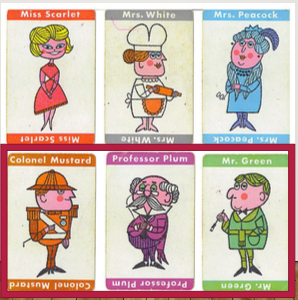 Miss Scarlet
Mrs. White
Mrs. Peacock
Miss Scarlet
Mrs. White
Mrs. Peacock
Colonel Mustard
Professor Plum
Mr. Green
Colonel Mustard
Professor Plum
Mr. Green